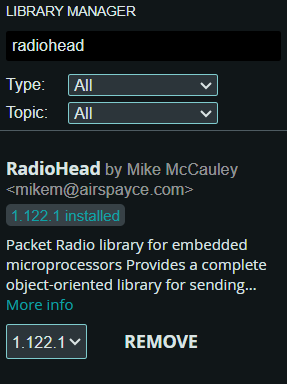 LIBRARY MANAGER
radiohead
Type: All
Topic: All
RadioHead by Mike McCauley
<mikem@airspayce.com>
1.122.1 installed
Packet Radio library for embedded
microprocessors Provides a complete
object-oriented library for sending...
More info
1.122.1 REMOVE